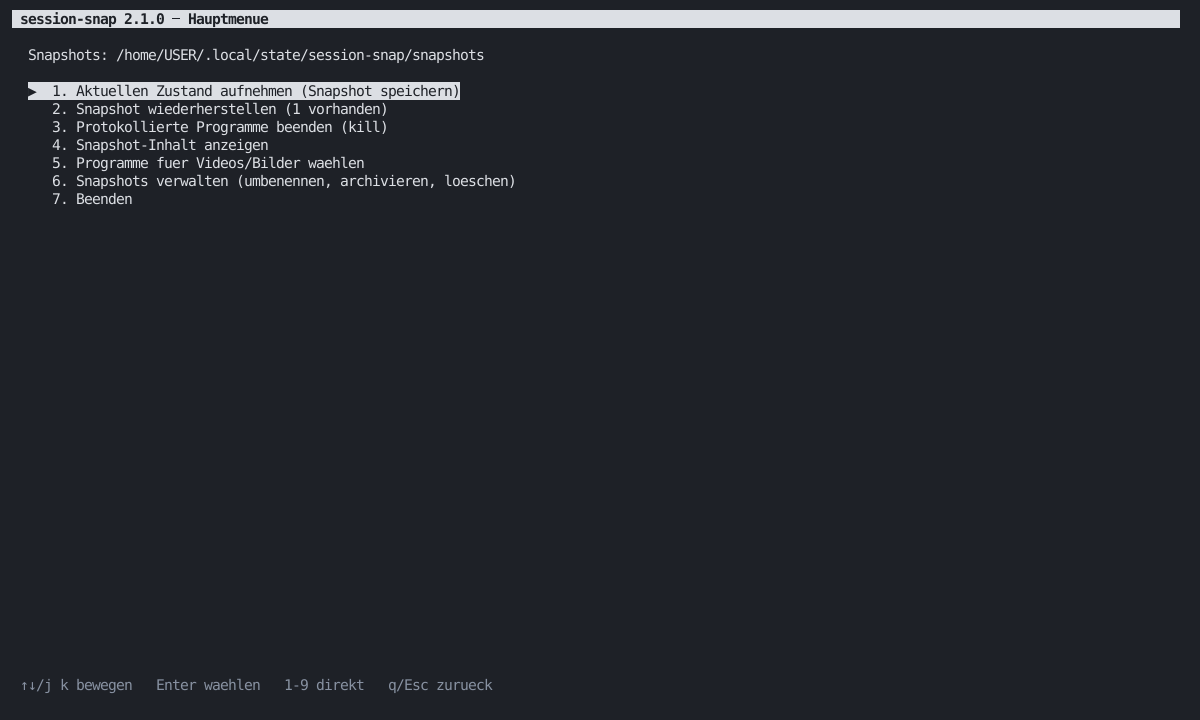 session-snap 2.1.0 — Hauptmenue
Snapshots: /home/USER/.local/state/session-snap/snapshots
▶ 1. Aktuellen Zustand aufnehmen (Snapshot speichern)
2. Snapshot wiederherstellen (1 vorhanden)
3. Protokollierte Programme beenden (kill)
4. Snapshot-Inhalt anzeigen
5. Programme fuer Videos/Bilder waehlen
6. Snapshots verwalten (umbenennen, archivieren, loeschen)
7. Beenden
↑↓/j k bewegen   Enter waehlen   1-9 direkt   q/Esc zurueck